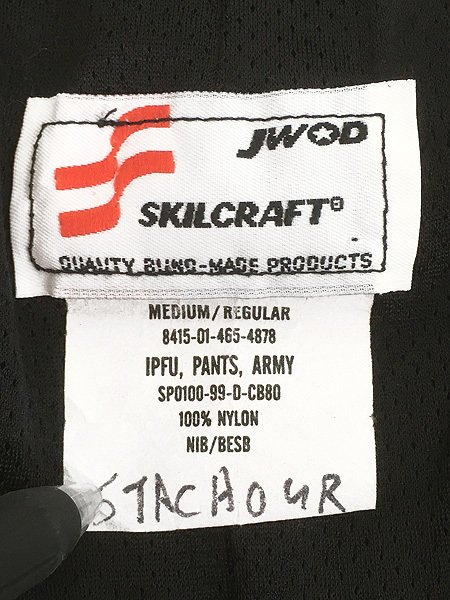 JWOD
SKILCRAFT®
QUALITY BLIND-MADE PRODUCTS
MEDIUM/REGULAR
8415-01-465-4878
IPFU, PANTS, ARMY
SPO100-99-D-CB80
100% NYLON
NIB/BESB
STACHOUR